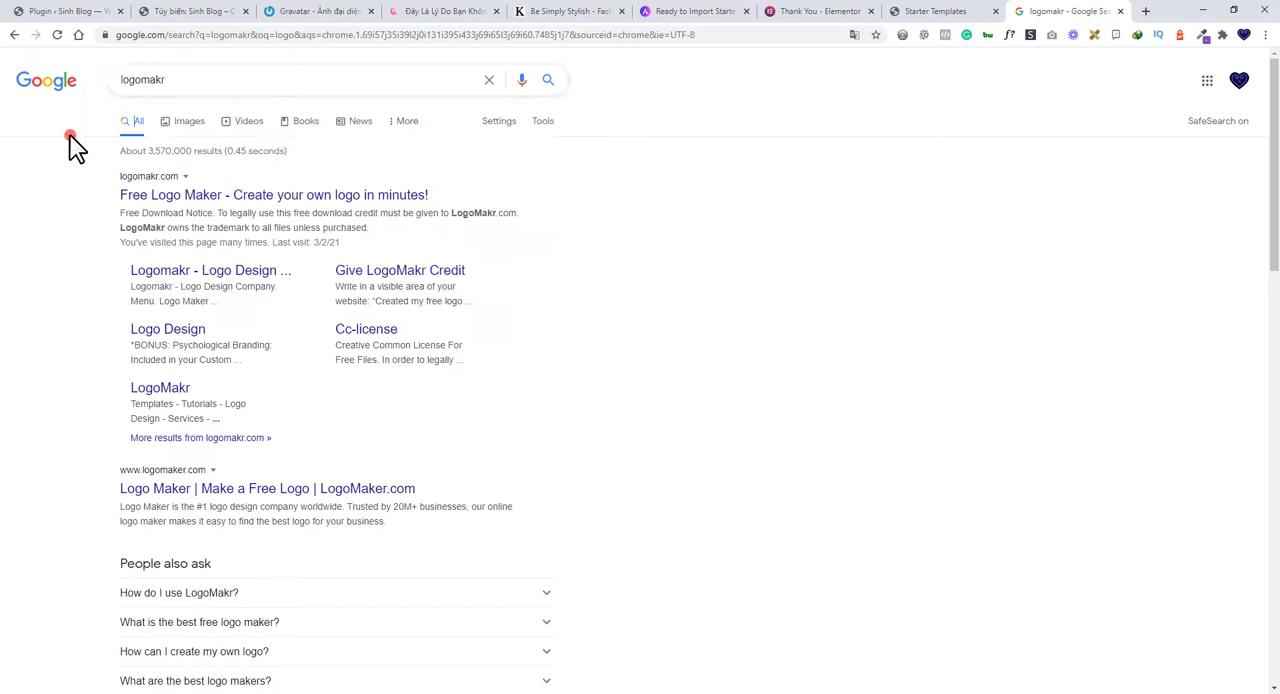 Plugin ‹ Sinh Blog — W
Tùy biến: Sinh Blog – C
Gravatar - Ảnh đại diện
Đây Là Lý Do Bạn Khôn
Be Simply Stylish - Fash
Ready to Import Starte
Thank You - Elementor
Starter Templates
logomakr - Google Sea
google.com/search?q=logomakr&oq=logo&aqs=chrome.1.69i57j35i39l2j0i131i395i433j69i65l3j69i60.7485j1j7&sourceid=chrome&ie=UTF-8
Google
logomakr
All
Images
Videos
Books
News
More
Settings
Tools
SafeSearch on
About 3,570,000 results (0.45 seconds)
logomakr.com
Free Logo Maker - Create your own logo in minutes!
Free Download Notice. To legally use this free download credit must be given to LogoMakr.com.
LogoMakr owns the trademark to all files unless purchased.
You've visited this page many times. Last visit: 3/2/21
Logomakr - Logo Design ...
Logomakr - Logo Design Company.
Menu. Logo Maker ...
Give LogoMakr Credit
Write in a visible area of your
website: “Created my free logo ...
Logo Design
*BONUS: Psychological Branding:
Included in your Custom ...
Cc-license
Creative Common License For
Free Files. In order to legally ...
LogoMakr
Templates - Tutorials - Logo
Design - Services - ...
More results from logomakr.com »
www.logomaker.com
Logo Maker | Make a Free Logo | LogoMaker.com
Logo Maker is the #1 logo design company worldwide. Trusted by 20M+ businesses, our online
logo maker makes it easy to find the best logo for your business.
People also ask
How do I use LogoMakr?
What is the best free logo maker?
How can I create my own logo?
What are the best logo makers?